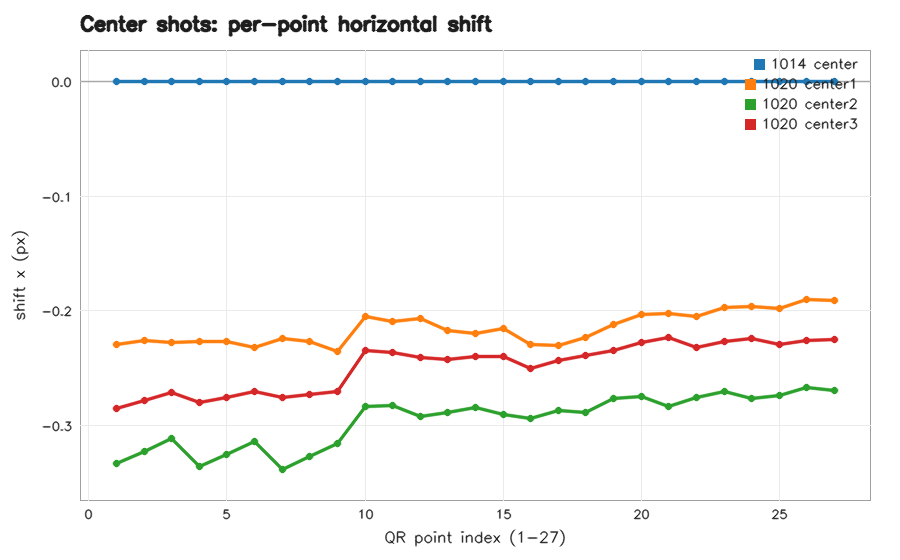 Center shots: per-point horizontal shift
1014 center
1020 center1
1020 center2
1020 center3
0.0
-0.1
-0.2
-0.3
shift x (px)
0 5 10 15 20 25
QR point index (1-27)